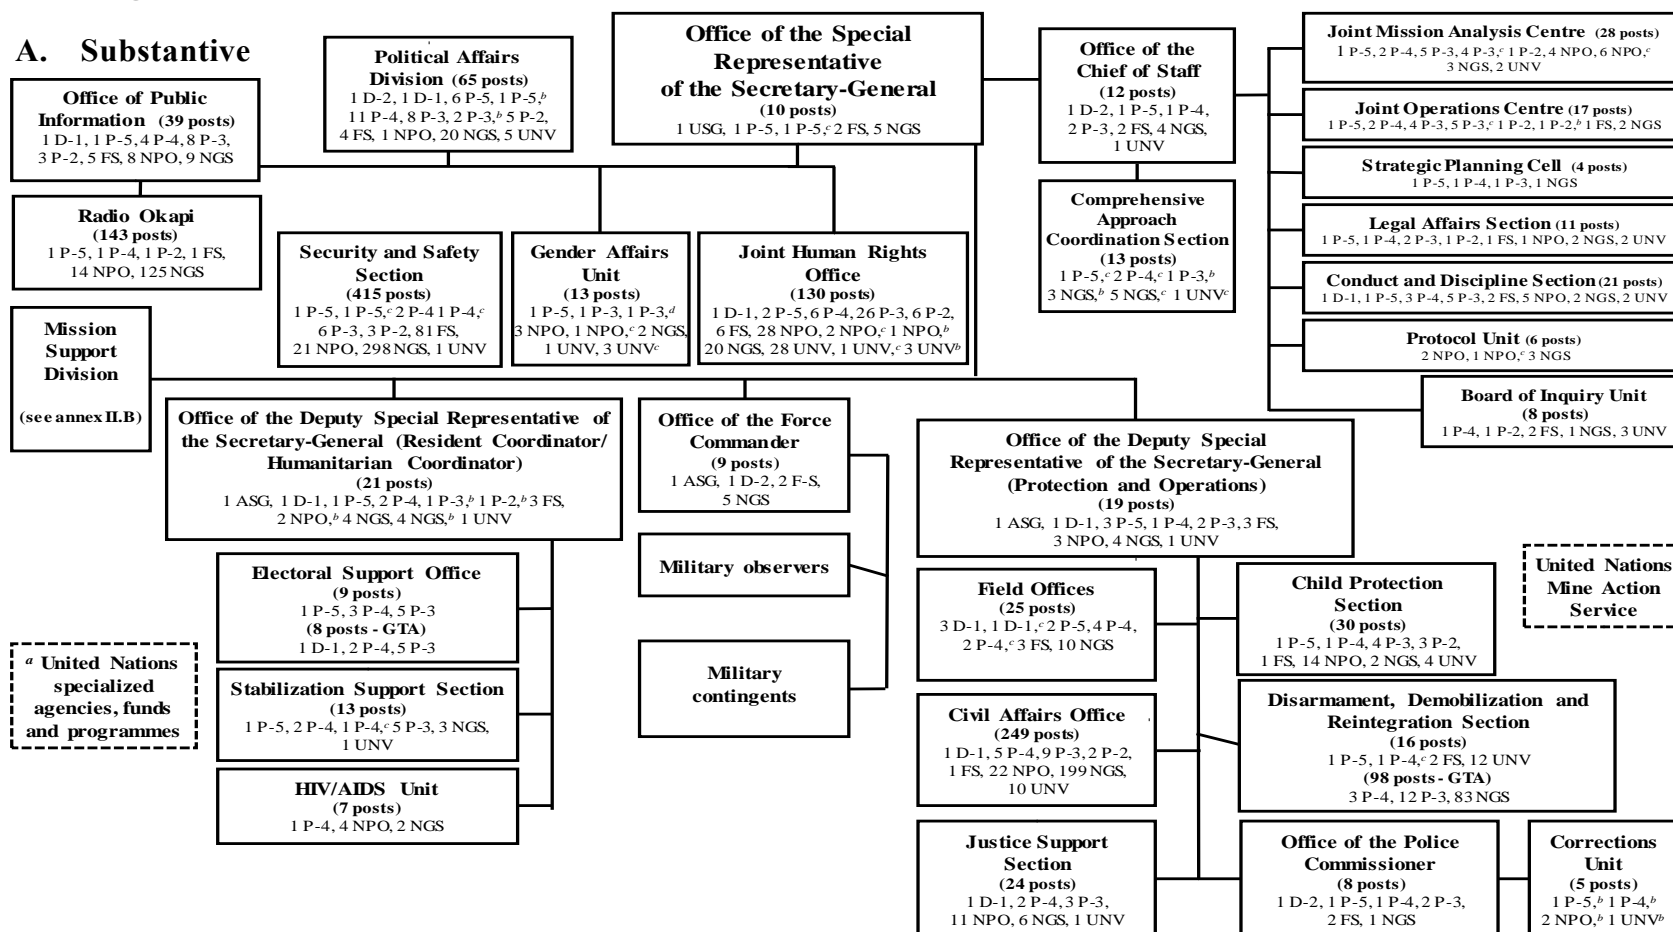 A. Substantive
Office of Public
Information (39 posts)
1 D-1, 1 P-5, 4 P-4, 8 P-3,
3 P-2, 5 FS, 8 NPO, 9 NGS
Radio Okapi
(143 posts)
1 P-5, 1 P-4, 1 P-2, 1 FS,
14 NPO, 125 NGS
Political Affairs
Division (65 posts)
1 D-2, 1 D-1, 6 P-5, 1 P-5,ᵇ
11 P-4, 8 P-3, 2 P-3,ᵇ 5 P-2,
4 FS, 1 NPO, 20 NGS, 5 UNV
Office of the Special
Representative
of the Secretary-General
(10 posts)
1 USG, 1 P-5, 1 P-5,ᶜ 2 FS, 5 NGS
Office of the
Chief of Staff
(12 posts)
1 D-2, 1 P-5, 1 P-4,
2 P-3, 2 FS, 4 NGS,
1 UNV
Comprehensive
Approach
Coordination Section
(13 posts)
1 P-5,ᶜ 2 P-4,ᶜ 1 P-3,ᵇ
3 NGS,ᵇ 5 NGS,ᶜ 1 UNVᶜ
Joint Mission Analysis Centre (28 posts)
1 P-5, 2 P-4, 5 P-3, 4 P-3,ᶜ 1 P-2, 4 NPO, 6 NPO,ᶜ
3 NGS, 2 UNV
Joint Operations Centre (17 posts)
1 P-5, 2 P-4, 4 P-3, 5 P-3,ᶜ 1 P-2, 1 P-2,ᵇ 1 FS, 2 NGS
Strategic Planning Cell (4 posts)
1 P-5, 1 P-4, 1 P-3, 1 NGS
Legal Affairs Section (11 posts)
1 P-5, 1 P-4, 2 P-3, 1 P-2, 1 FS, 1 NPO, 2 NGS, 2 UNV
Conduct and Discipline Section (21 posts)
1 D-1, 1 P-5, 3 P-4, 5 P-3, 2 FS, 5 NPO, 2 NGS, 2 UNV
Protocol Unit (6 posts)
2 NPO, 1 NPO,ᶜ 3 NGS
Board of Inquiry Unit
(8 posts)
1 P-4, 1 P-2, 2 FS, 1 NGS, 3 UNV
Security and Safety
Section
(415 posts)
1 P-5, 1 P-5,ᶜ 2 P-4 1 P-4,ᶜ
6 P-3, 3 P-2, 81 FS,
21 NPO, 298 NGS, 1 UNV
Gender Affairs
Unit
(13 posts)
1 P-5, 1 P-3, 1 P-3,ᵈ
3 NPO, 1 NPO,ᶜ 2 NGS,
1 UNV, 3 UNVᶜ
Joint Human Rights
Office
(130 posts)
1 D-1, 2 P-5, 6 P-4, 26 P-3, 6 P-2,
6 FS, 28 NPO, 2 NPO,ᶜ 1 NPO,ᵇ
20 NGS, 28 UNV, 1 UNV,ᶜ 3 UNVᵇ
Mission
Support
Division
(see annex II.B)
Office of the Deputy Special Representative of
the Secretary-General (Resident Coordinator/
Humanitarian Coordinator)
(21 posts)
1 ASG, 1 D-1, 1 P-5, 2 P-4, 1 P-3,ᵇ 1 P-2,ᵇ 3 FS,
2 NPO,ᵇ 4 NGS, 4 NGS,ᵇ 1 UNV
Electoral Support Office
(9 posts)
1 P-5, 3 P-4, 5 P-3
(8 posts - GTA)
1 D-1, 2 P-4, 5 P-3
Stabilization Support Section
(13 posts)
1 P-5, 2 P-4, 1 P-4,ᶜ 5 P-3, 3 NGS,
1 UNV
HIV/AIDS Unit
(7 posts)
1 P-4, 4 NPO, 2 NGS
ᵃ United Nations
specialized
agencies, funds
and programmes
Office of the Force
Commander
(9 posts)
1 ASG, 1 D-2, 2 F-S,
5 NGS
Military observers
Military
contingents
Office of the Deputy Special
Representative of the Secretary-General
(Protection and Operations)
(19 posts)
1 ASG, 1 D-1, 3 P-5, 1 P-4, 2 P-3, 3 FS,
3 NPO, 4 NGS, 1 UNV
Field Offices
(25 posts)
3 D-1, 1 D-1,ᶜ 2 P-5, 4 P-4,
2 P-4,ᶜ 3 FS, 10 NGS
Child Protection
Section
(30 posts)
1 P-5, 1 P-4, 4 P-3, 3 P-2,
1 FS, 14 NPO, 2 NGS, 4 UNV
United Nations
Mine Action
Service
Civil Affairs Office
(249 posts)
1 D-1, 5 P-4, 9 P-3, 2 P-2,
1 FS, 22 NPO, 199 NGS,
10 UNV
Disarmament, Demobilization and
Reintegration Section
(16 posts)
1 P-5, 1 P-4,ᶜ 2 FS, 12 UNV
(98 posts - GTA)
3 P-4, 12 P-3, 83 NGS
Justice Support
Section
(24 posts)
1 D-1, 2 P-4, 3 P-3,
11 NPO, 6 NGS, 1 UNV
Office of the Police
Commissioner
(8 posts)
1 D-2, 1 P-5, 1 P-4, 2 P-3,
2 FS, 1 NGS
Corrections
Unit
(5 posts)
1 P-5,ᵇ 1 P-4,ᵇ
2 NPO,ᵇ 1 UNVᵇ